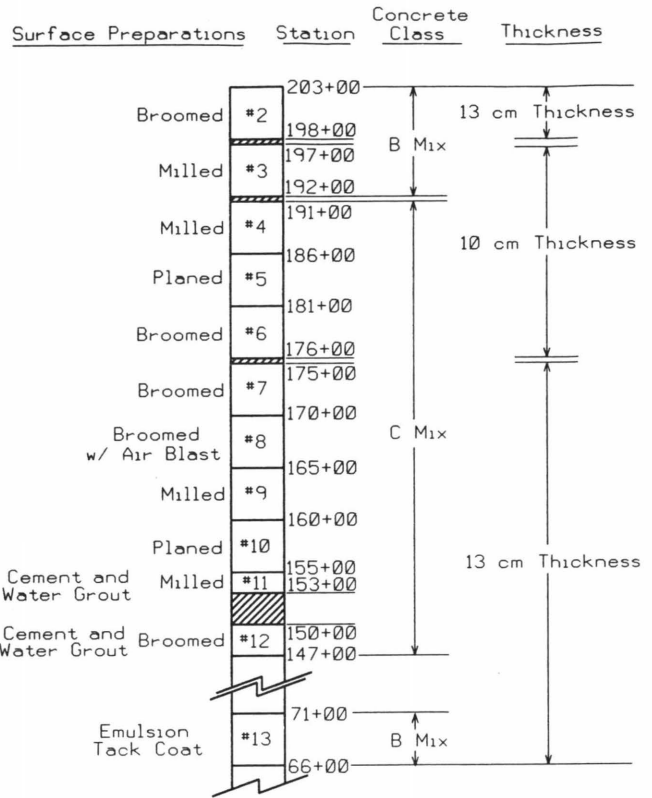 Surface Preparations Station Concrete Class Thickness
203+00
Broomed #2 13 cm Thickness
198+00
B Mix
197+00
Milled #3
192+00
191+00
Milled #4
10 cm Thickness
186+00
Planed #5
181+00
Broomed #6
176+00
175+00
Broomed #7
170+00
C Mix
Broomed w/ Air Blast #8
165+00
Milled #9
160+00
Planed #10
155+00
13 cm Thickness
Cement and Water Grout Milled #11
153+00
150+00
Cement and Water Grout Broomed #12
147+00
71+00
Emulsion Tack Coat #13
B Mix
66+00